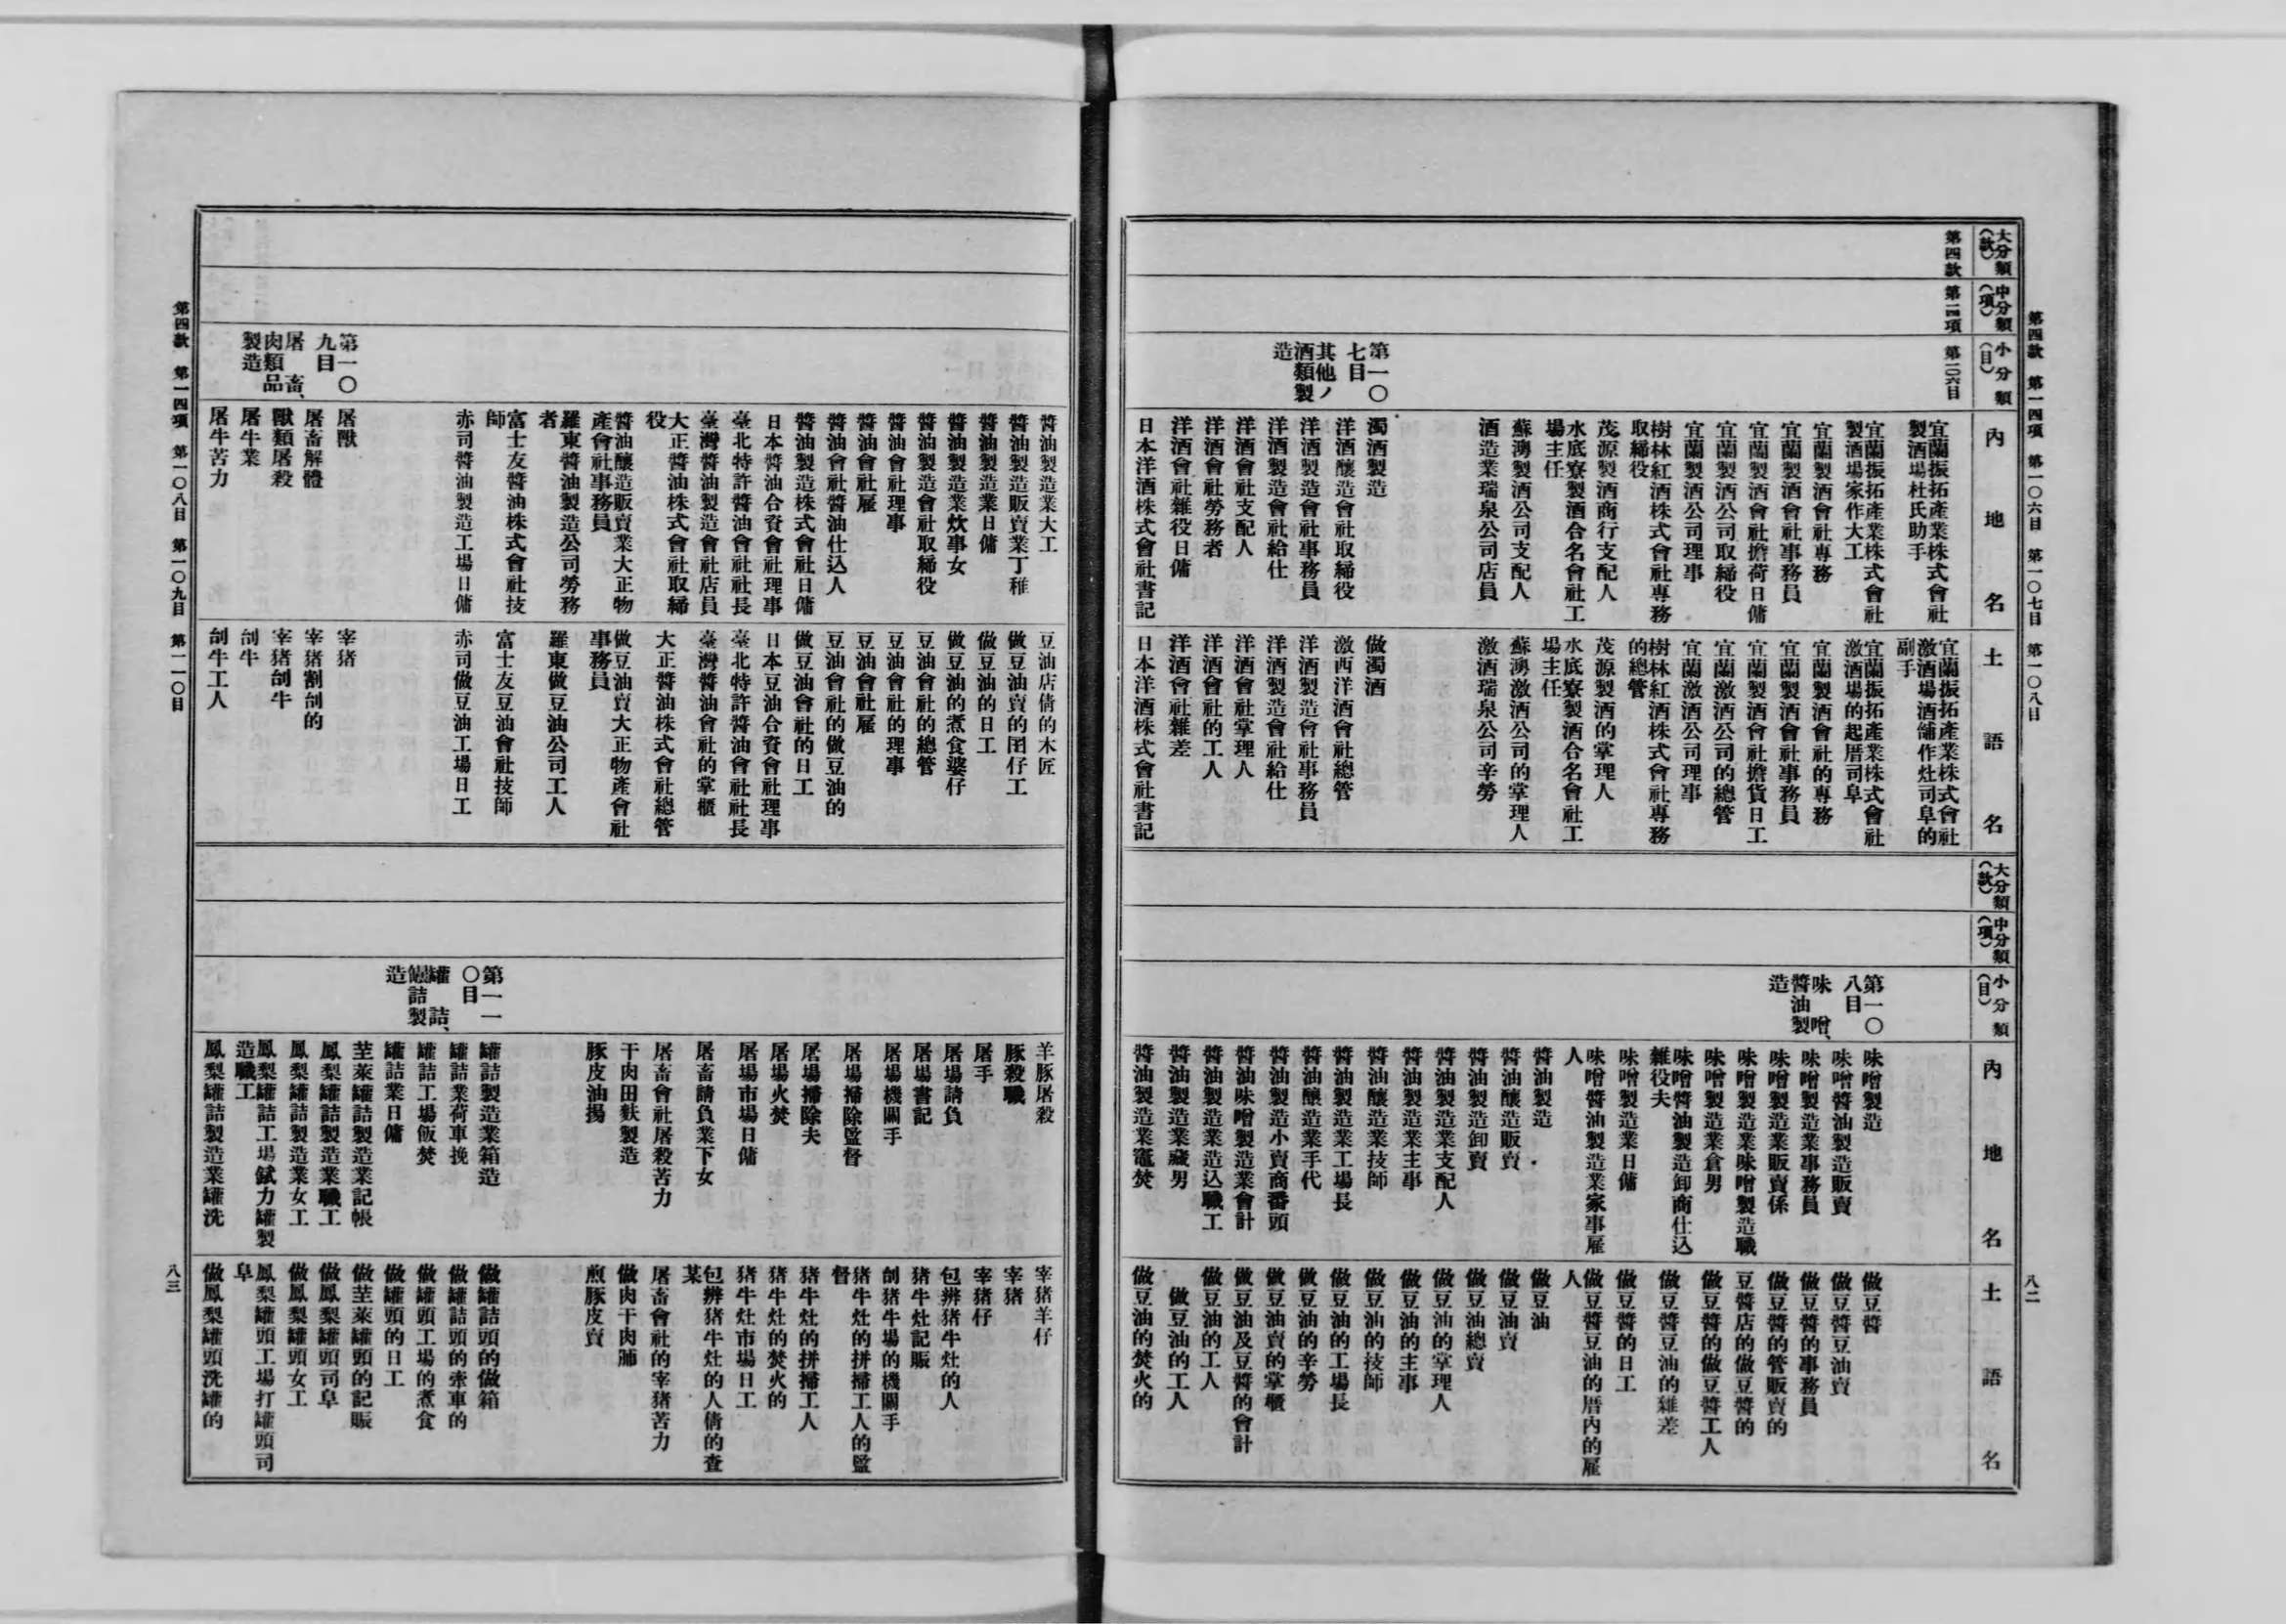 第四款 第一四項 第一〇六目 第一〇七目 第一〇八目
八二
大分類(款)
中分類(項)
小分類(目)
內地名
土語名
第四款
第一四項
第一〇六目
宜蘭振拓產業株式會社
製酒場杜氏助手
宜蘭振拓產業株式會社
製酒場家作大工
宜蘭製酒會社專務
宜蘭製酒會社事務員
宜蘭製酒會社擔荷日傭
宜蘭製酒公司取締役
宜蘭製酒公司理事
樹林紅酒株式會社專務
取締役
茂源製酒商行支配人
水底寮製酒合名會社工
場主任
蘇澳製酒公司支配人
酒造業瑞泉公司店員
第一〇
七目
其他ノ
酒類製
造
濁酒製造
洋酒釀造會社取締役
洋酒製造會社事務員
洋酒製造會社給仕
洋酒會社支配人
洋酒會社勞務者
洋酒會社雜役日傭
日本洋酒株式會社書記
宜蘭振拓產業株式會社
激酒場酒舖作灶司阜的
副手
宜蘭振拓產業株式會社
激酒場的起厝司阜
宜蘭製酒會社的專務
宜蘭製酒會社事務員
宜蘭製酒會社擔貨日工
宜蘭激酒公司的總管
宜蘭激酒公司理事
樹林紅酒株式會社專務
的總管
茂源製酒的掌理人
水底寮製酒合名會社工
場主任
蘇澳激酒公司的掌理人
激酒瑞泉公司辛勞
做濁酒
激西洋酒會社總管
洋酒製造會社事務員
洋酒製造會社給仕
洋酒會社掌理人
洋酒會社的工人
洋酒會社雜差
日本洋酒株式會社書記
大分類(款)
中分類(項)
小分類(目)
內地名
土語名
第一〇
八目
味噌、
醬油製
造
味噌製造
味噌醬油製造販賣
味噌製造業事務員
味噌製造業販賣係
味噌製造業味噌製造職
味噌製造業倉男
味噌醬油製造卸商仕込
雜役夫
味噌製造業日傭
味噌醬油製造業家事雇
人
醬油製造
醬油釀造販賣
醬油製造卸賣
醬油製造業支配人
醬油製造業主事
醬油釀造業技師
醬油製造業工場長
醬油釀造業手代
醬油製造小賣商番頭
醬油味噌製造業會計
醬油製造業造込職工
醬油製造業藏男
醬油製造業竈焚
做豆醬
做豆醬豆油賣
做豆醬的事務員
做豆醬的管販賣的
豆醬店的做豆醬的
做豆醬的做豆醬工人
做豆醬豆油的雜差
做豆醬的日工
做豆醬豆油的厝內的雇
人
做豆油
做豆油賣
做豆油總賣
做豆油的掌理人
做豆油的主事
做豆油的技師
做豆油的工場長
做豆油的辛勞
做豆油賣的掌櫃
做豆油及豆醬的會計
做豆油的工人
做豆油的工人
做豆油的焚火的
醬油製造業大工
醬油製造販賣業丁稚
醬油製造業日傭
醬油製造業炊事女
醬油製造會社取締役
醬油會社理事
醬油會社雇
醬油會社醬油仕込人
醬油製造株式會社日傭
日本醬油合資會社理事
臺北特許醬油會社社長
臺灣醬油製造會社店員
大正醬油株式會社取締
役
醬油釀造販賣業大正物
產會社事務員
羅東醬油製造公司勞務
者
富士友醬油株式會社技
師
赤司醬油製造工場日傭
第一〇
九目
屠畜、
肉類品
製造
屠獸
屠畜解體
獸類屠殺
屠牛業
屠牛苦力
豆油店倩的木匠
做豆油賣的囝仔工
做豆油的日工
做豆油的煮食婆仔
豆油會社的總管
豆油會社的理事
豆油會社雇
豆油會社的做豆油的
做豆油會社的日工
日本豆油合資會社理事
臺北特許醬油會社社長
臺灣醬油會社的掌櫃
大正醬油株式會社總管
做豆油賣大正物產會社
事務員
羅東做豆油公司工人
富士友豆油會社技師
赤司做豆油工場日工
宰猪
宰猪割刣的
宰猪刣牛
刣牛
刣牛工人
第一一
〇目
罐詰、
壜詰製
造
羊豚屠殺
豚殺職
屠手
屠場請負
屠場書記
屠場機關手
屠場掃除監督
屠場掃除夫
屠場火焚
屠場市場日傭
屠畜請負業下女
屠畜會社屠殺苦力
干肉田麩製造
豚皮油揚
罐詰製造業箱造
罐詰業荷車挽
罐詰工場飯焚
罐詰業日傭
茎萊罐詰製造業記帳
鳳梨罐詰製造業職工
鳳梨罐詰製造業女工
鳳梨罐詰工場錻力罐製
造職工
鳳梨罐詰製造業罐洗
宰猪羊仔
宰猪
宰猪仔
包辨猪牛灶的人
猪牛灶記賬
刣猪牛場的機關手
猪牛灶的拼掃工人的監
督
猪牛灶的拼掃工人
猪牛灶的焚火的
猪牛灶市場日工
包辨猪牛灶的人倩的查
某
屠畜會社的宰猪苦力
做肉干肉脯
煎豚皮賣
做罐詰頭的做箱
做罐詰頭的牽車的
做罐頭工場的煮食
做罐頭的日工
做茎萊罐頭的記賬
做鳳梨罐頭司阜
做鳳梨罐頭女工
鳳梨罐頭工場打罐頭司
阜
做鳳梨罐頭洗罐的
第四款 第一四項 第一〇八目 第一〇九目 第一一〇目
八三